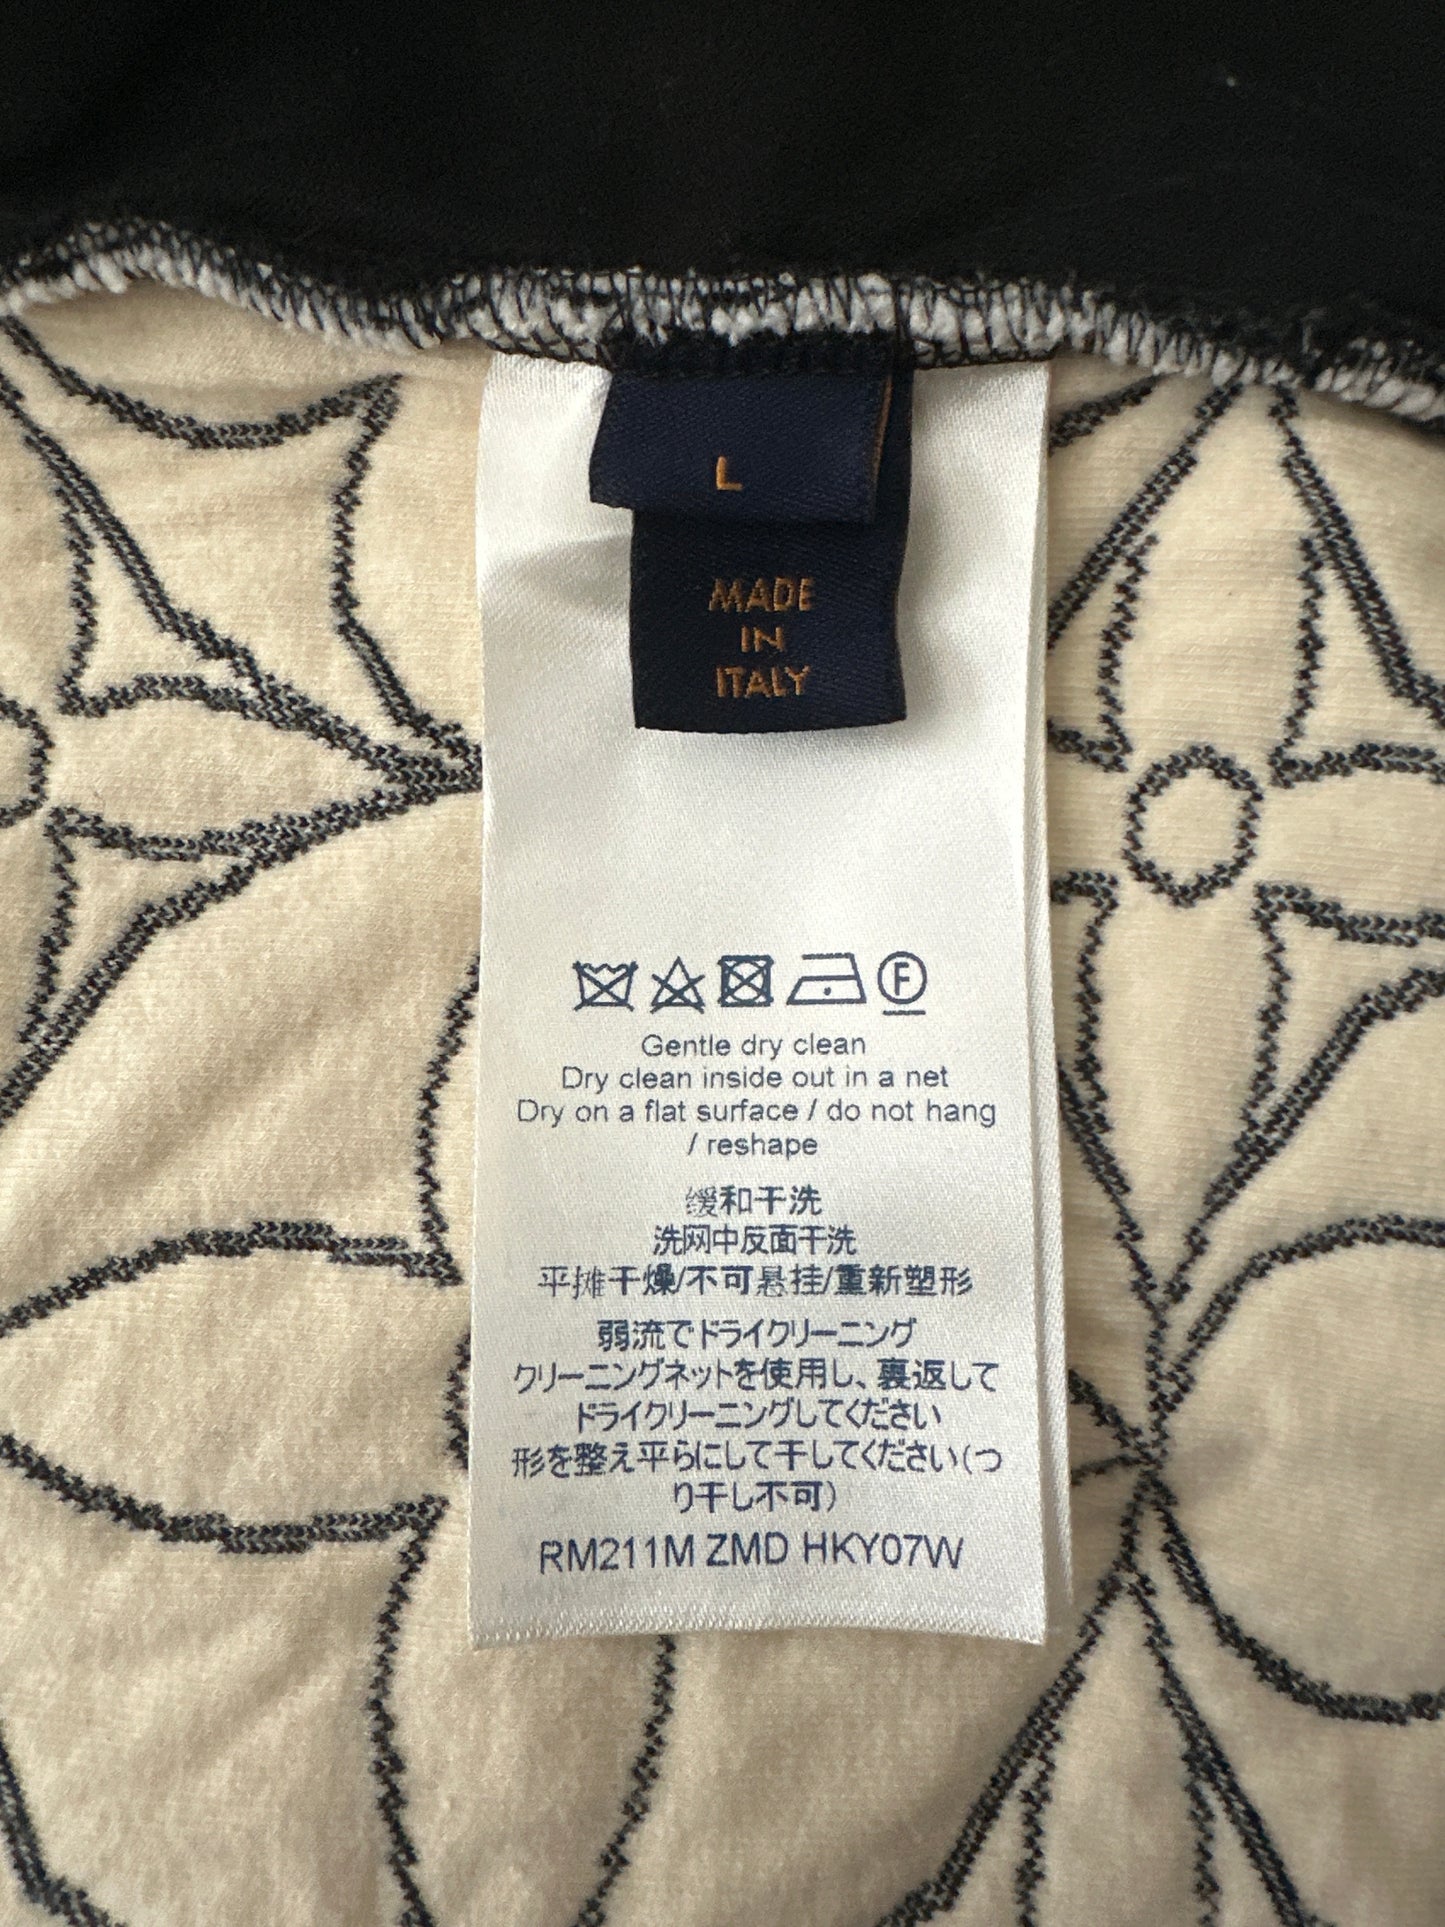 L
MADE
IN
ITALY
F
Gentle dry clean
Dry clean inside out in a net
Dry on a flat surface / do not hang
/ reshape
缓和干洗
洗网中反面干洗
平摊干燥/不可悬挂/重新塑形
弱流でドライクリーニング
クリーニングネットを使用し、裏返して
ドライクリーニングしてください
形を整え平らにして干してください(つ
り干し不可)
RM211M ZMD HKY07W